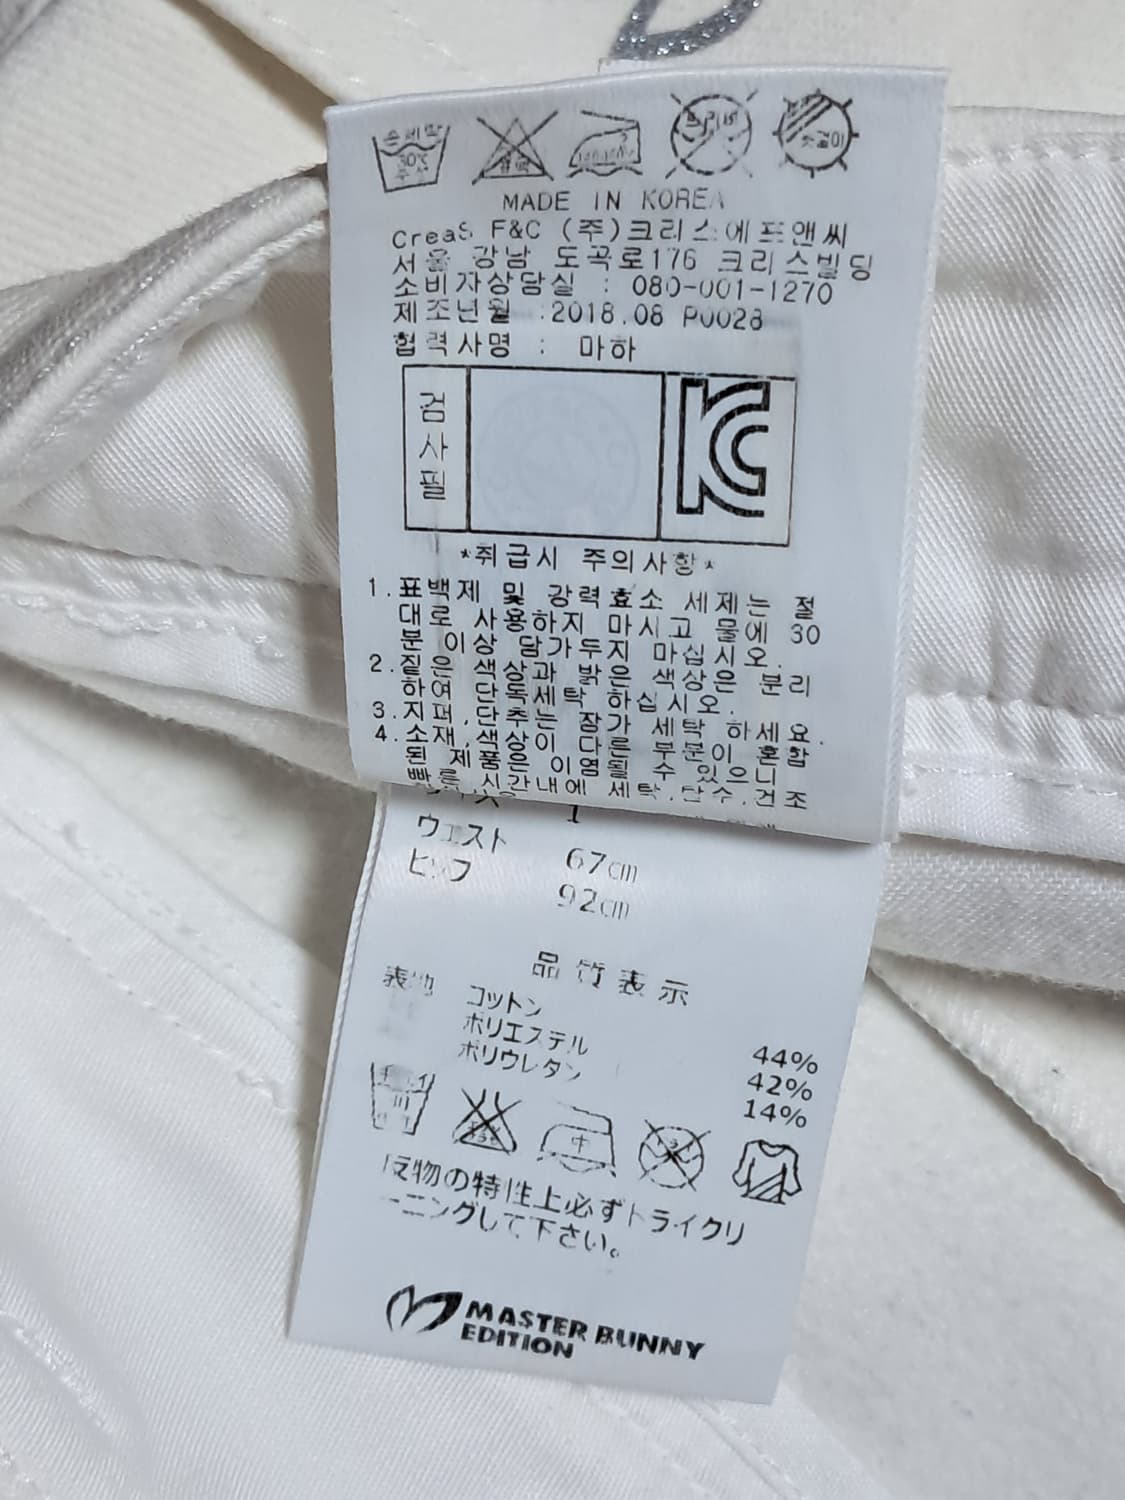 손세탁
30℃
중성
MADE IN KOREA
CreaS F&C (주)크리스에프앤씨
서울 강남 도곡로176 크리스빌딩
소비자상담실 : 080-001-1270
제조년월 :2018.08 P0028
협력사명 : 마하
검사필
KC
*취급시 주의사항*
1.표백제 및 강력효소 세제는 절
대로 사용하지 마시고 물에 30
분 이상 담가두지 마십시오.
2.짙은 색상과 밝은 색상은 분리
하여 단독세탁 하십시오.
3.지퍼,단추는 잠가 세탁 하세요.
4.소재,색상이 다른 부분이 혼합
된 제품은 이염될 수 있으니
빠른 시간내에 세탁,탄수,건조
1
ウエスト 67cm
ヒップ 92cm
品質表示
表地
コットン 44%
ポリエステル 42%
ポリウレタン 14%
中
反物の特性上必ずドライクリ
ーニングして下さい。
MASTER BUNNY
EDITION